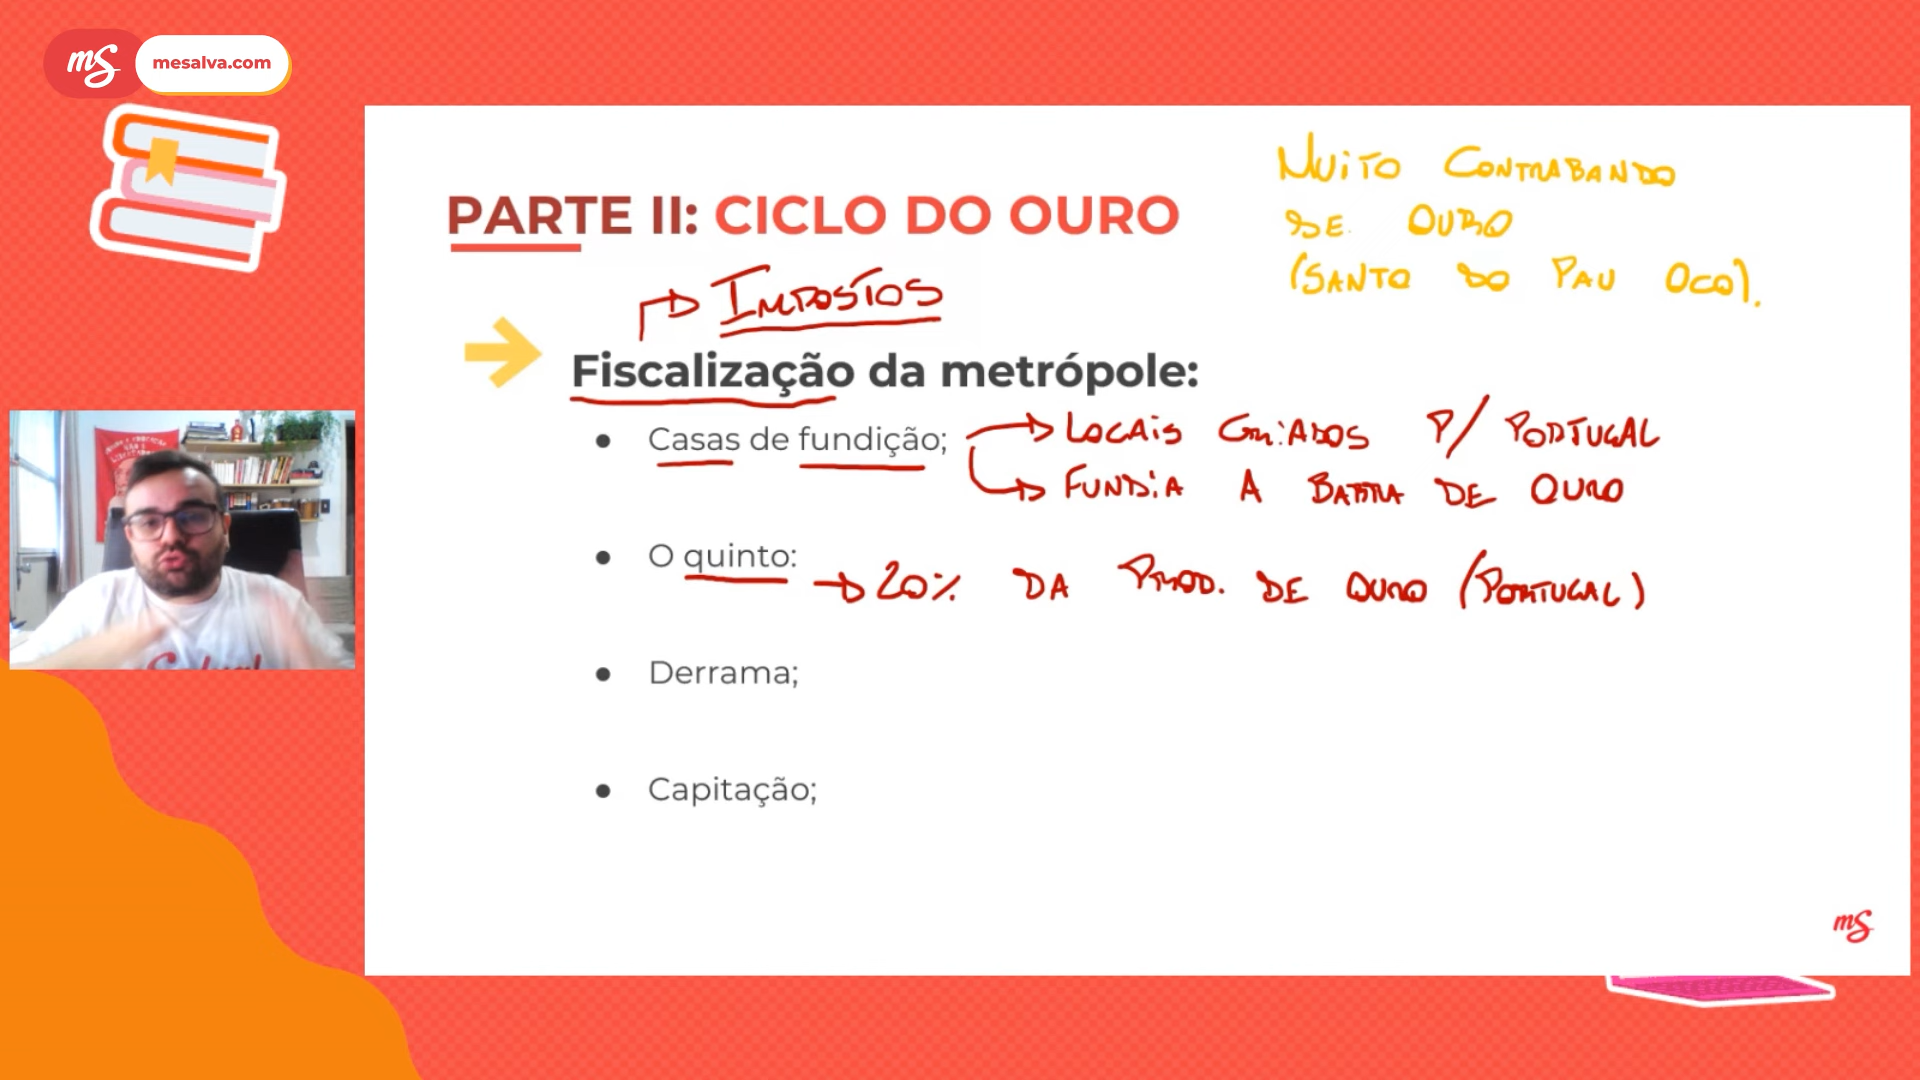 mS mesalva.com
MUITO CONTRABANDO
DE OURO
(SANTO DO PAU OCO).
PARTE II: CICLO DO OURO
IMPOSTOS
Fiscalização da metrópole:
• Casas de fundição;
LOCAIS CRIADOS P/ PORTUGAL
FUNDIA A BARRA DE OURO
• O quinto:
20% DA PROD. DE OURO (PORTUGAL)
• Derrama;
• Capitação;
mS